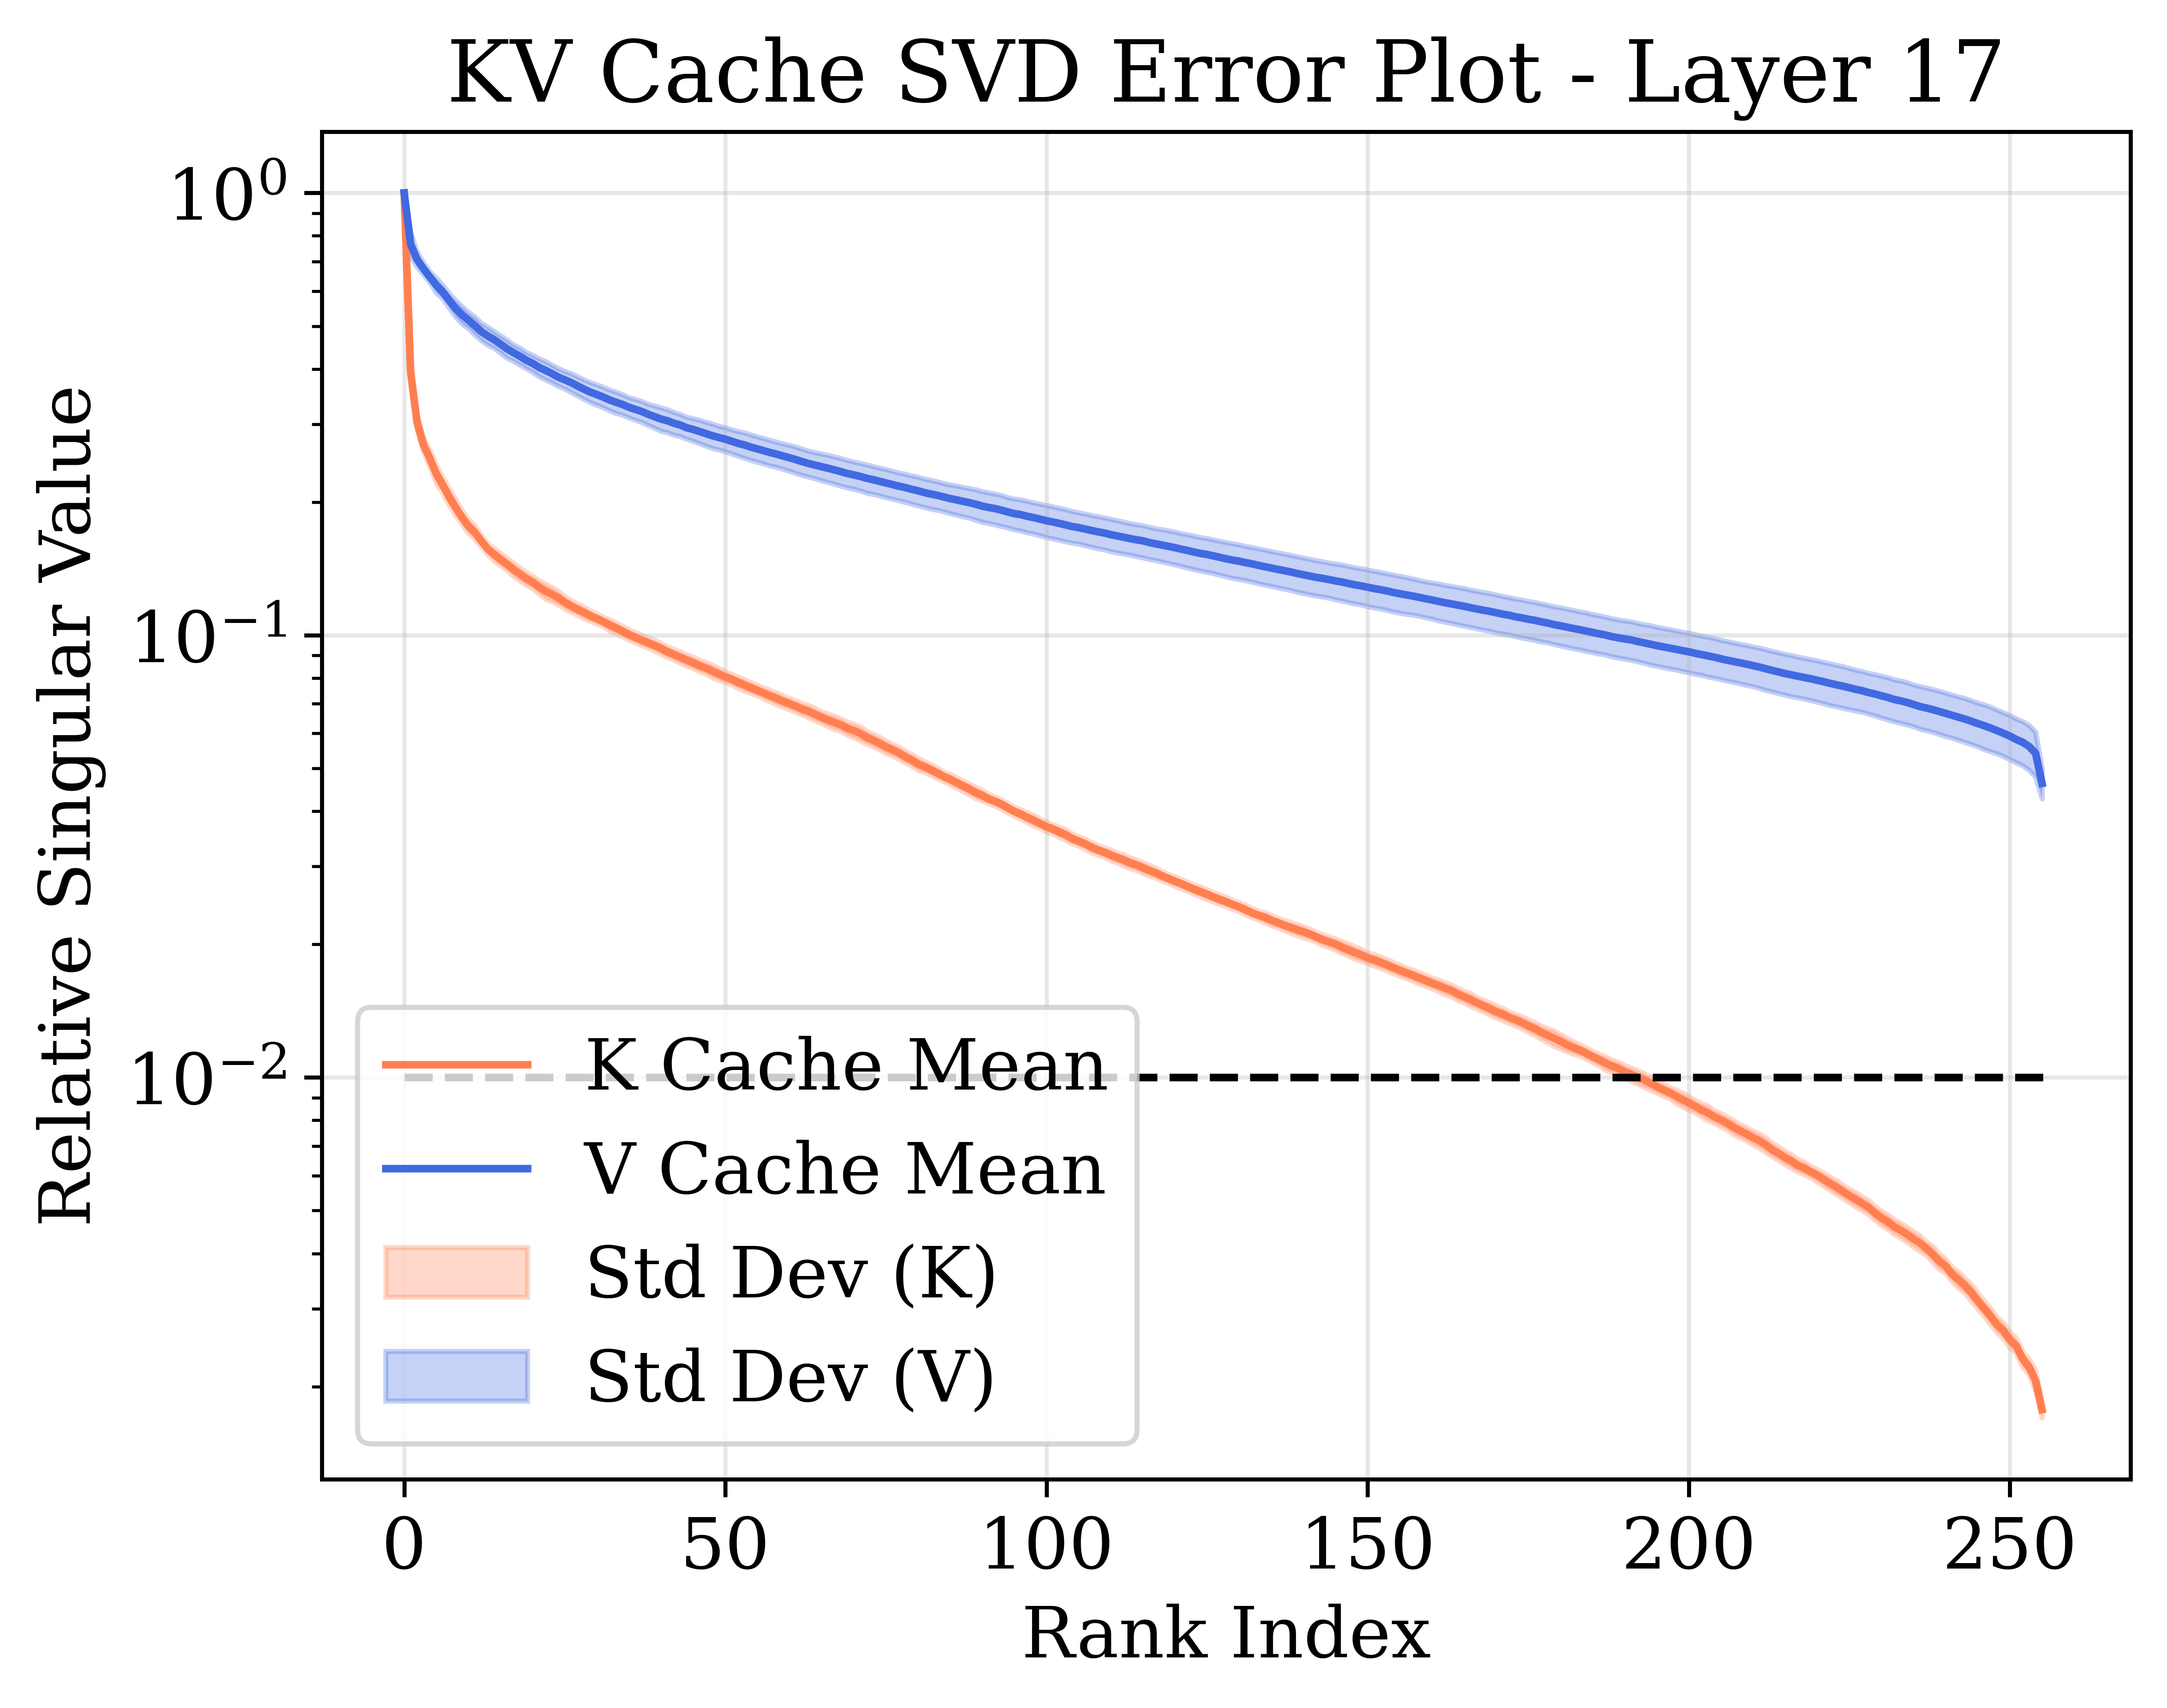 KV Cache SVD Error Plot - Layer 17
Relative Singular Value
10⁰
10⁻¹
10⁻²
K Cache Mean
V Cache Mean
Std Dev (K)
Std Dev (V)
0 50 100 150 200 250
Rank Index